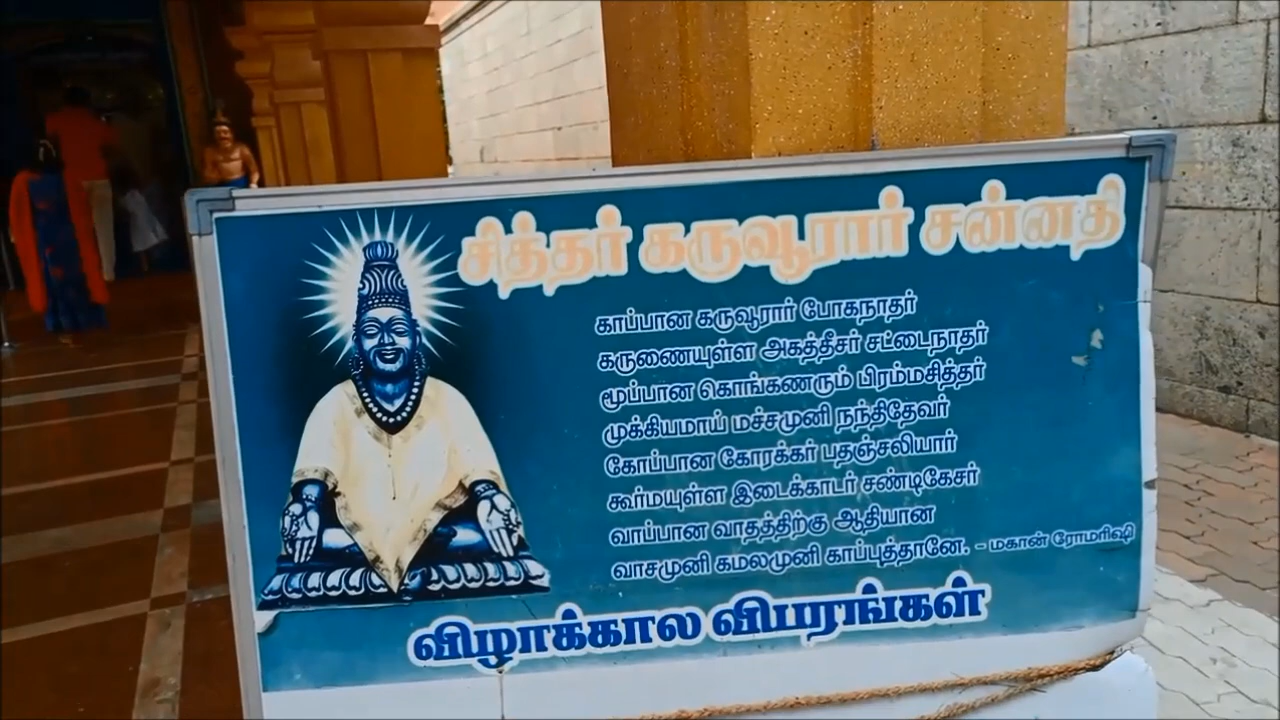 சித்தர் கருவூரார் சன்னதி
காப்பான கருவூரார் போகநாதர்
கருணையுள்ள அகத்தீசர் சட்டைநாதர்
மூப்பான கொங்கணரும் பிரம்மசித்தர்
முக்கியமாய் மச்சமுனி நந்திதேவர்
கோப்பான கோரக்கர் பதஞ்சலியார்
கூர்மயுள்ள இடைக்காடர் சண்டிகேசர்
வாப்பான வாதத்திற்கு ஆதியான
வாசமுனி கமலமுனி காப்புத்தானே. - மகான் ரோமரிஷி
விழாக்கால விபரங்கள்